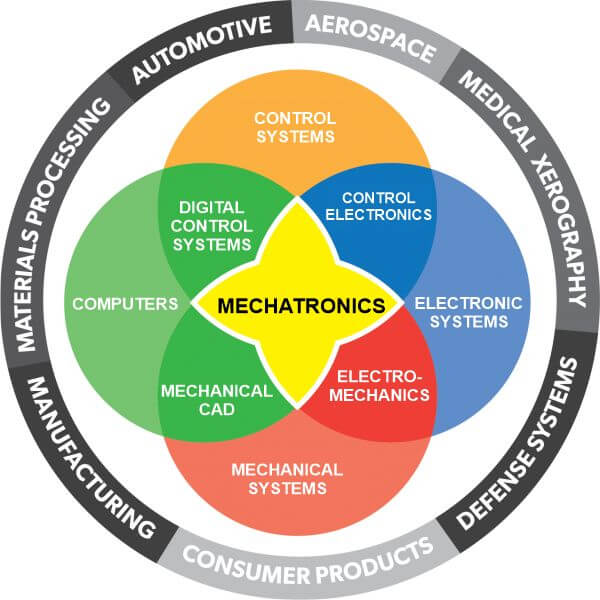 AUTOMOTIVE
AEROSPACE
MEDICAL XEROGRAPHY
DEFENSE SYSTEMS
CONSUMER PRODUCTS
MANUFACTURING
MATERIALS PROCESSING
CONTROL
SYSTEMS
DIGITAL
CONTROL
SYSTEMS
CONTROL
ELECTRONICS
COMPUTERS
MECHATRONICS
ELECTRONIC
SYSTEMS
MECHANICAL
CAD
ELECTRO-
MECHANICS
MECHANICAL
SYSTEMS